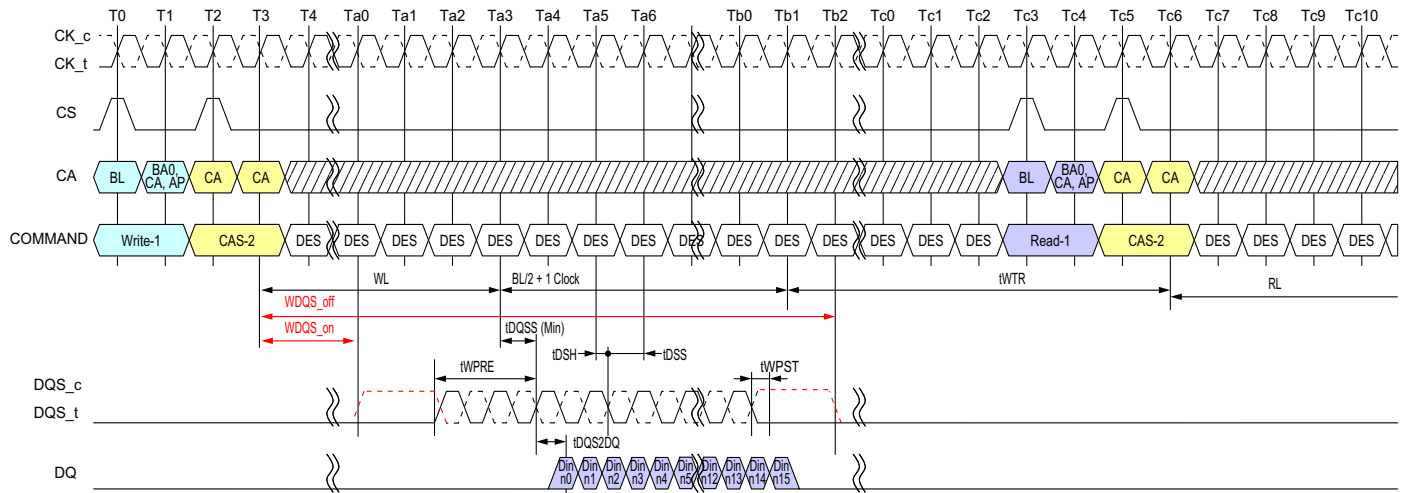 T0 T1 T2 T3 T4 Ta0 Ta1 Ta2 Ta3 Ta4 Ta5 Ta6 Tb0 Tb1 Tb2 Tc0 Tc1 Tc2 Tc3 Tc4 Tc5 Tc6 Tc7 Tc8 Tc9 Tc10
CK_c
CK_t
CS
CA BL BA0, CA, AP CA CA BL BA0, CA, AP CA CA
COMMAND Write-1 CAS-2 DES DES DES DES DES DES DES DES DES DES DES DES DES DES DES Read-1 CAS-2 DES DES DES DES
WL BL/2 + 1 Clock tWTR RL
WDQS_off
WDQS_on tDQSS (Min)
tDSH tDSS
tWPRE tWPST
DQS_c
DQS_t
tDQS2DQ
DQ Din n0 Din n1 Din n2 Din n3 Din n4 Din n5 Din n12 Din n13 Din n14 Din n15